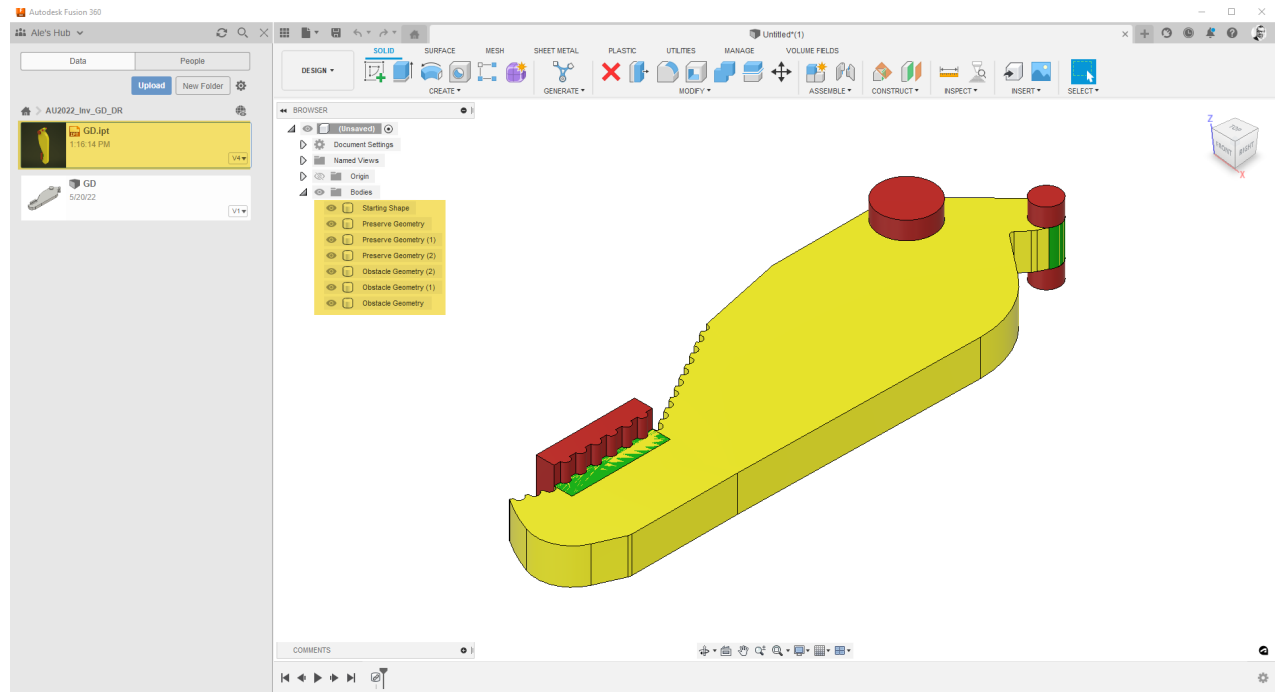 Autodesk Fusion 360
Ale's Hub
Untitled*(1)
Data People
Upload New Folder
AU2022_Inv_GD_DR
GD.ipt
1:16:14 PM
V4
GD
5/20/22
V1
SOLID SURFACE MESH SHEET METAL PLASTIC UTILITIES MANAGE VOLUME FIELDS
DESIGN
CREATE GENERATE MODIFY ASSEMBLE CONSTRUCT INSPECT INSERT SELECT
BROWSER
(Unsaved)
Document Settings
Named Views
Origin
Bodies
Starting Shape
Preserve Geometry
Preserve Geometry (1)
Preserve Geometry (2)
Obstacle Geometry (2)
Obstacle Geometry (1)
Obstacle Geometry
Z
TOP
FRONT RIGHT
X
COMMENTS